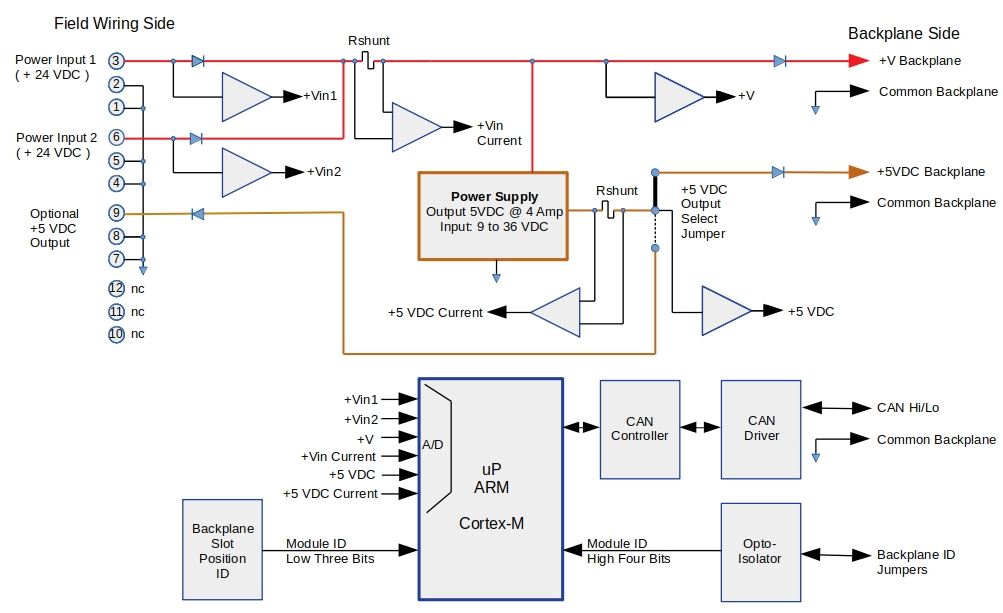 Field Wiring Side
Backplane Side
Power Input 1
( + 24 VDC )
3
2
1
Rshunt
+V Backplane
Common Backplane
+Vin1
+Vin
Current
+V
Power Input 2
( + 24 VDC )
6
5
4
+Vin2
Optional
+5 VDC
Output
9
8
7
12 nc
11 nc
10 nc
Power Supply
Output 5VDC @ 4 Amp
Input: 9 to 36 VDC
Rshunt
+5 VDC
Output
Select
Jumper
+5VDC Backplane
Common Backplane
+5 VDC Current
+5 VDC
+Vin1
+Vin2
+V
+Vin Current
+5 VDC
+5 VDC Current
A/D
uP
ARM
Cortex-M
CAN
Controller
CAN
Driver
CAN Hi/Lo
Common Backplane
Backplane
Slot
Position
ID
Module ID
Low Three Bits
Module ID
High Four Bits
Opto-
Isolator
Backplane ID
Jumpers